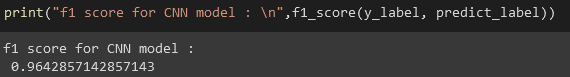 print("f1 score for CNN model : \n",f1_score(y_label, predict_label))
f1 score for CNN model :
0.9642857142857143